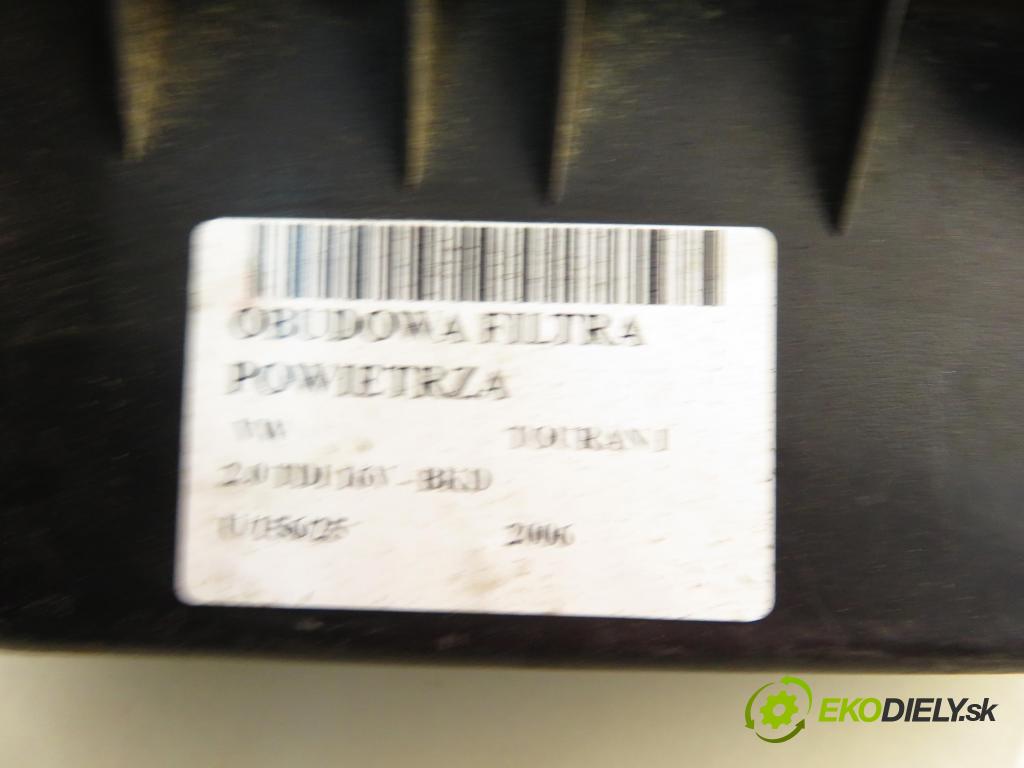 OBUDOWA FILTRA
POWIETRZA
VW TOURAN I
2.0 TDI 16V - BKD
2006
EKODIELY.sk